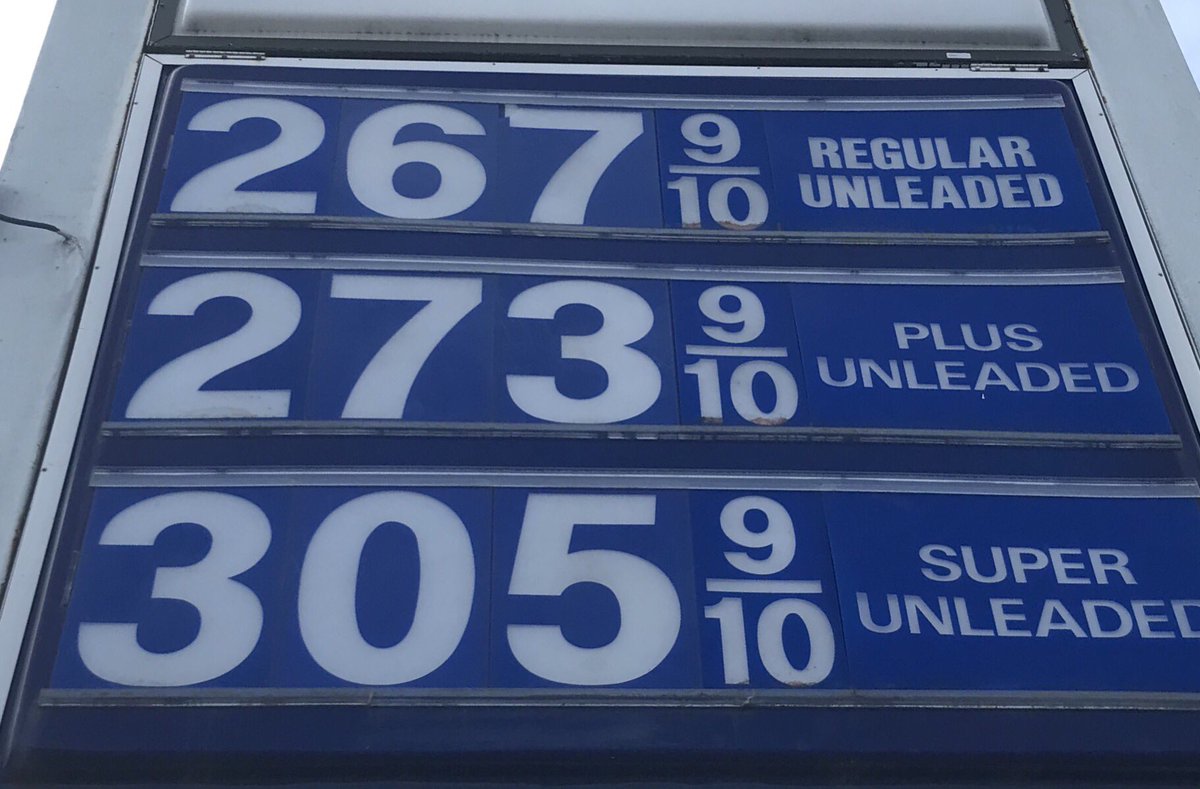 267 9/10 REGULAR
UNLEADED
273 9/10 PLUS
UNLEADED
305 9/10 SUPER
UNLEADED